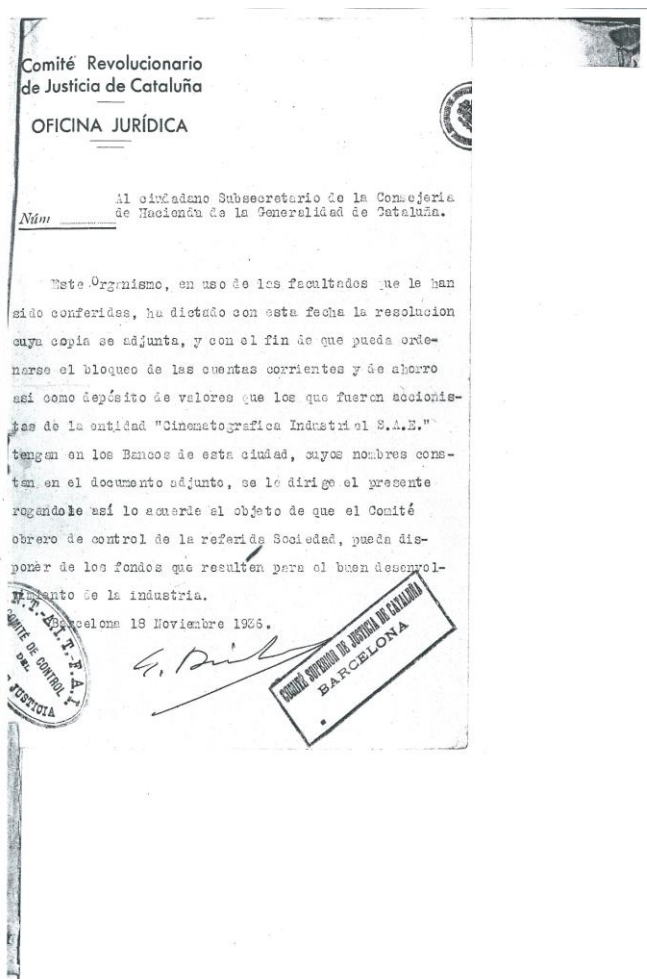 Comité Revolucionario
de Justicia de Cataluña
OFICINA JURÍDICA
Al ciudadano Subsecretario de la Consejeria
de Hacienda de la Generalidad de Cataluña.
Núm
Este Organismo, en uso de las facultades que le han
sido conferidas, ha dictado con esta fecha la resolucion
cuya copia se adjunta, y con el fin de que pueda orde-
narse el bloqueo de las cuentas corrientes y de ahorro
asi como depósito de valores que los que fueron accionis-
tas de la entidad "Cinematografica Industrial S.A.E."
tengan en los Bancos de esta ciudad, cuyos nombres cons-
tan en el documento adjunto, se le dirige el presente
rogandole así lo acuerde al objeto de que el Comité
obrero de control de la referida Sociedad, pueda dis-
poner de los fondos que resulten para el buen desenvol-
vimiento de la industria.
Barcelona 18 Noviembre 1936.
COMITÉ SUPERIOR DE JUSTICIA DE CATALUÑA
BARCELONA
N.T.-A.I.T.-F.A.I.
COMITÉ DE CONTROL
DEL
JUSTICIA